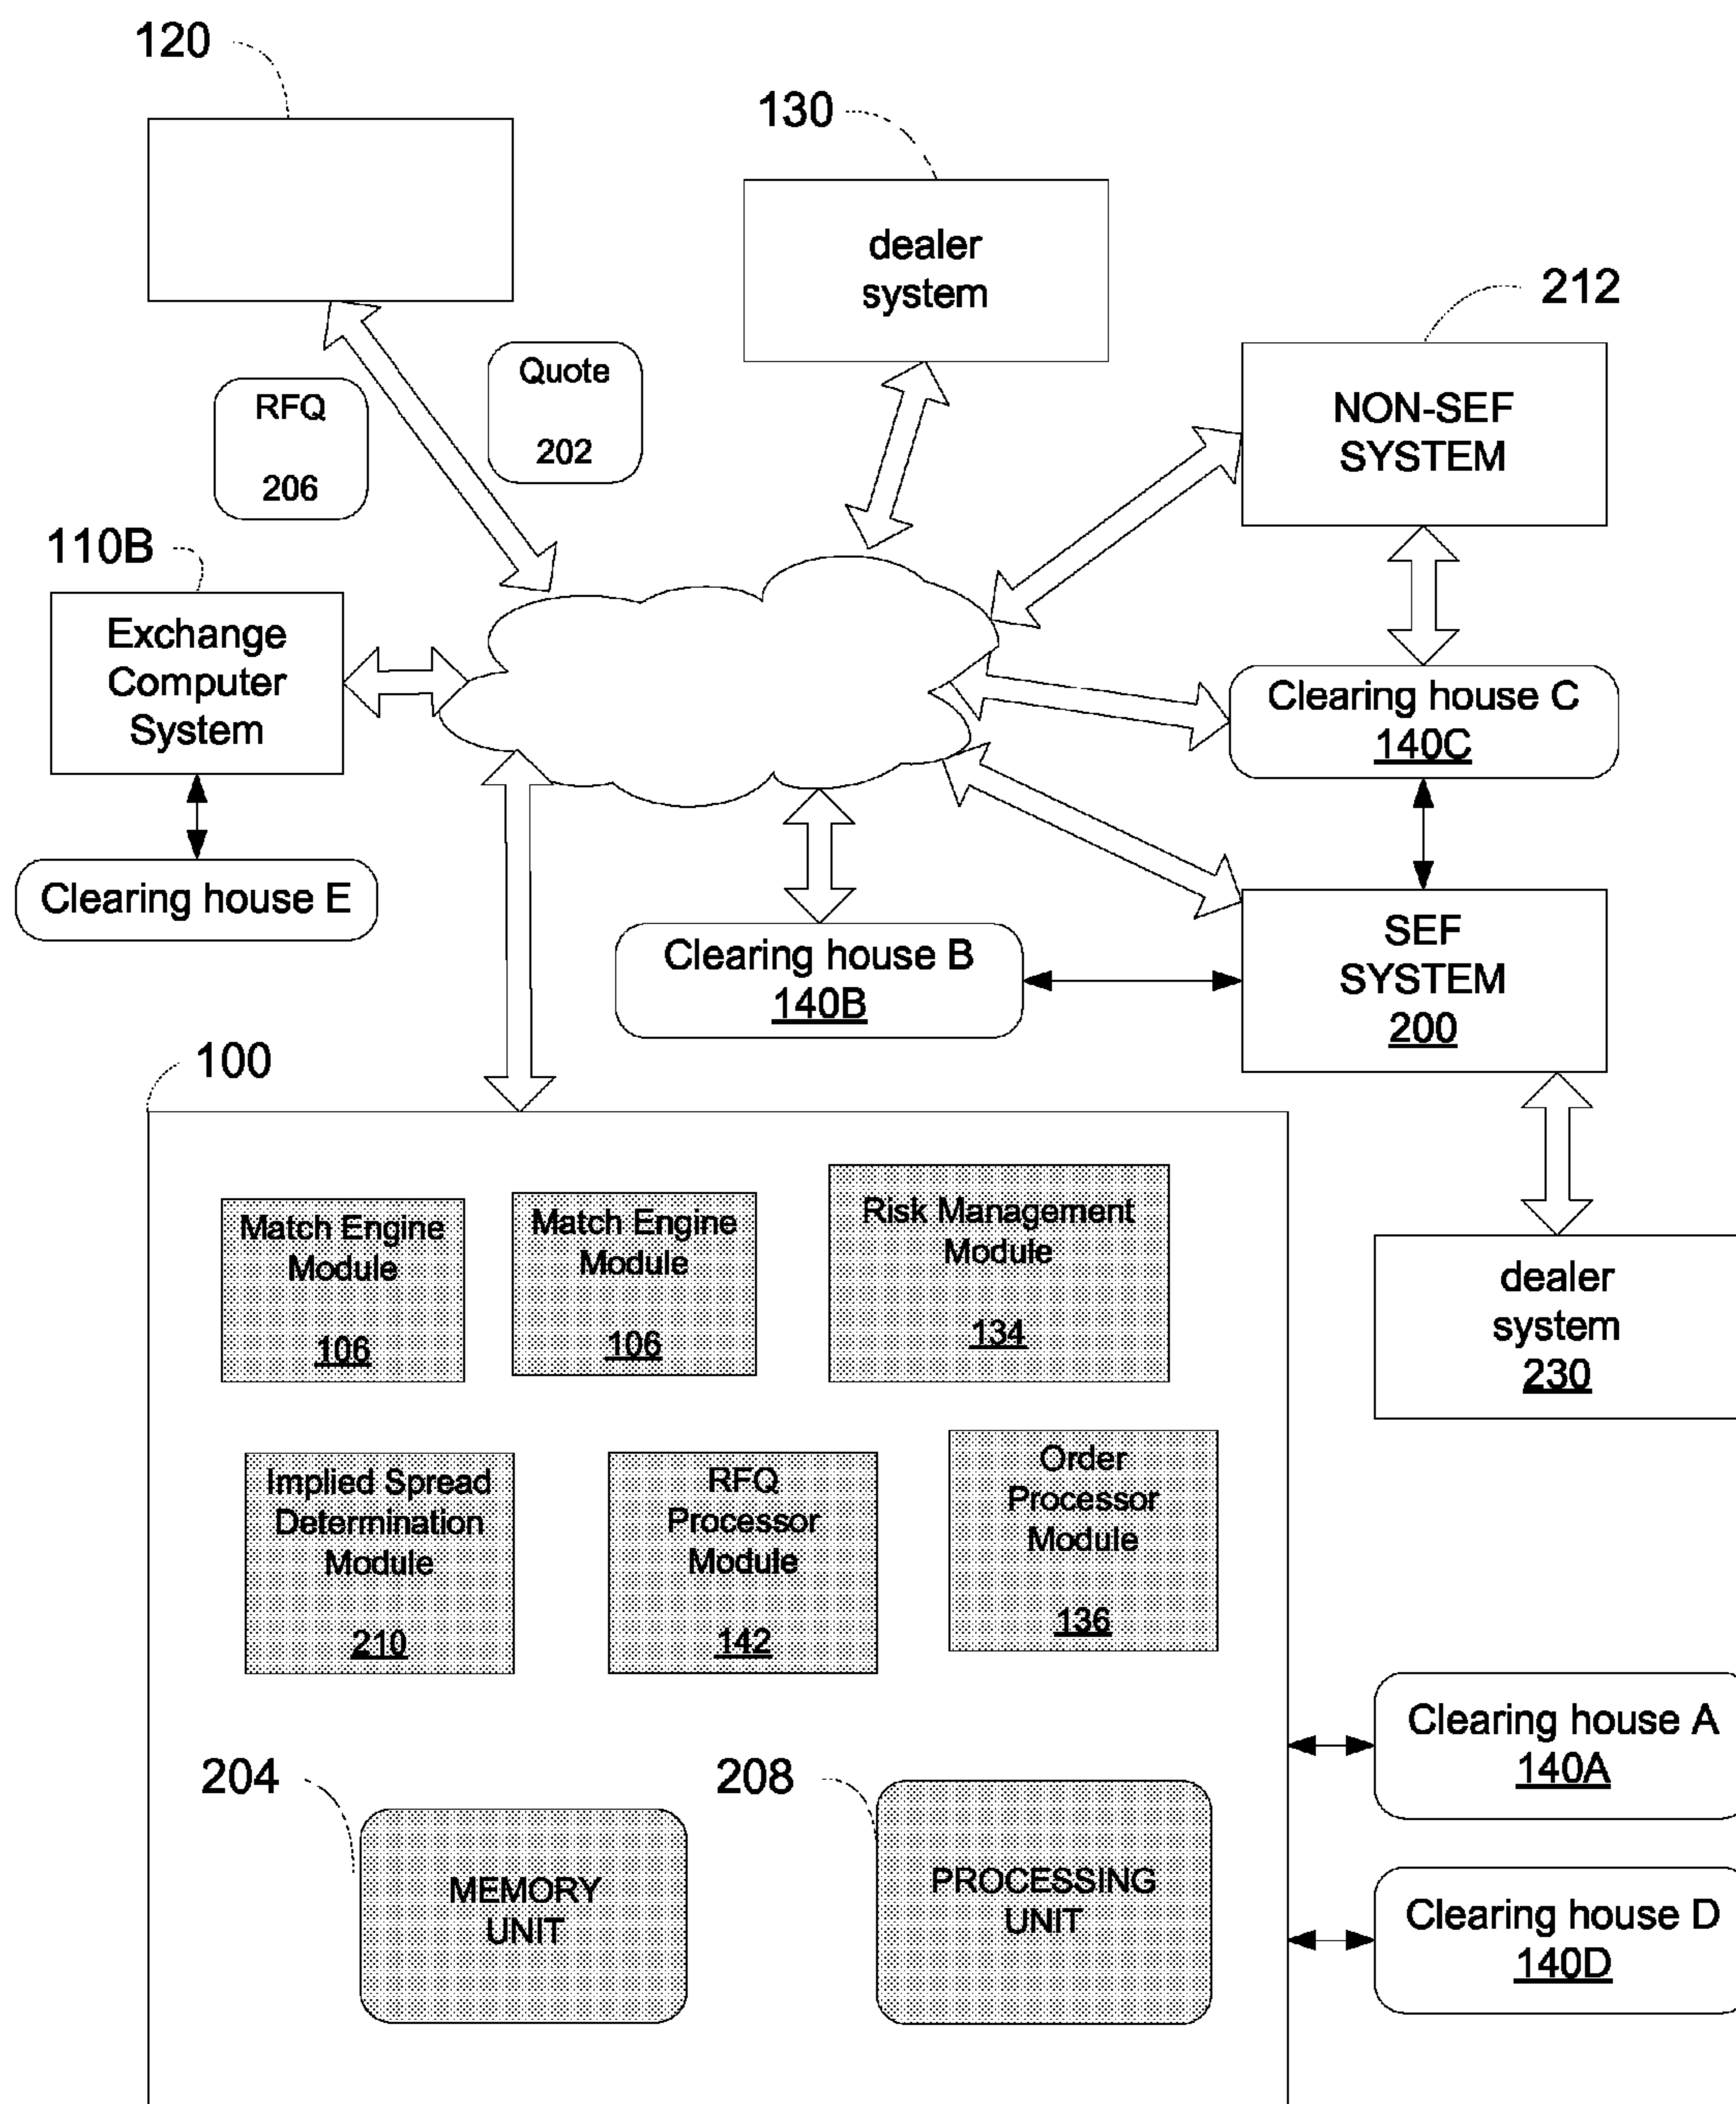 120
130
dealer
system
212
NON-SEF
SYSTEM
Quote
202
RFQ
206
110B
Exchange
Computer
System
Clearing house C
140C
Clearing house E
Clearing house B
140B
SEF
SYSTEM
200
100
Match Engine
Module
106
Match Engine
Module
106
Risk Management
Module
134
dealer
system
230
Implied Spread
Determination
Module
210
RFQ
Processor
Module
142
Order
Processor
Module
136
Clearing house A
140A
204
MEMORY
UNIT
208
PROCESSING
UNIT
Clearing house D
140D